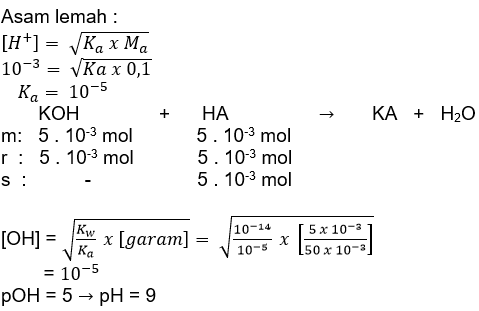 Asam lemah :
[H⁺] = √(Kₐ x Mₐ)
10⁻³ = √(Ka x 0,1)
Kₐ = 10⁻⁵
KOH + HA → KA + H₂O
m: 5 . 10⁻³ mol 5 . 10⁻³ mol
r : 5 . 10⁻³ mol 5 . 10⁻³ mol
s : - 5 . 10⁻³ mol
[OH] = √(K_w/Kₐ x [garam]) = √(10⁻¹⁴/10⁻⁵ x [5 x 10⁻³/50 x 10⁻³])
= 10⁻⁵
pOH = 5 → pH = 9